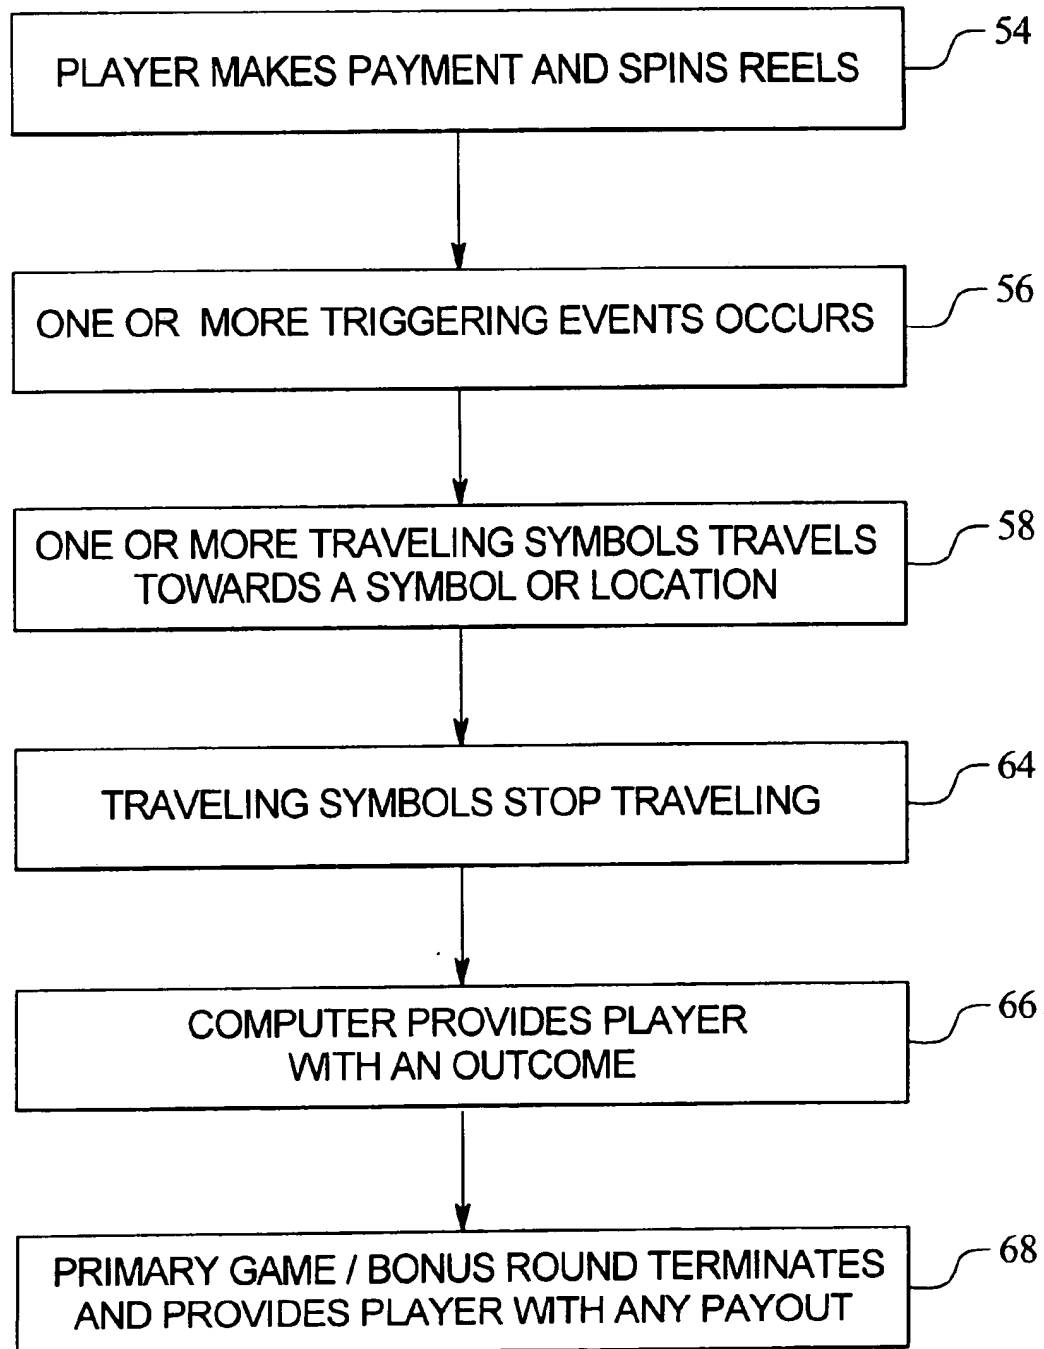 PLAYER MAKES PAYMENT AND SPINS REELS
54
ONE OR MORE TRIGGERING EVENTS OCCURS
56
ONE OR MORE TRAVELING SYMBOLS TRAVELS
TOWARDS A SYMBOL OR LOCATION
58
TRAVELING SYMBOLS STOP TRAVELING
64
COMPUTER PROVIDES PLAYER
WITH AN OUTCOME
66
PRIMARY GAME / BONUS ROUND TERMINATES
AND PROVIDES PLAYER WITH ANY PAYOUT
68